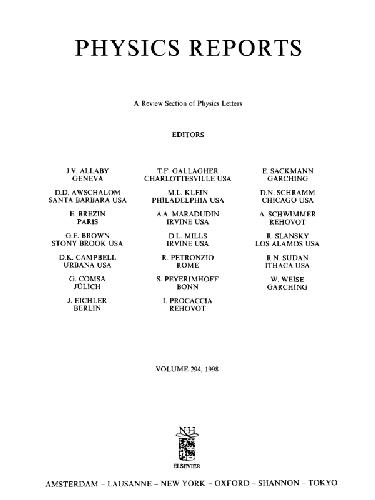 PHYSICS REPORTS
A Review Section of Physics Letters
EDITORS
J.V. ALLABY
GENEVA
D.D. AWSCHALOM
SANTA BARBARA USA
E. BREZIN
PARIS
G.E. BROWN
STONY BROOK USA
D.K. CAMPBELL
URBANA USA
G. COMSA
JÜLICH
J. EICHLER
BERLIN
T.F. GALLAGHER
CHARLOTTESVILLE USA
M.L. KLEIN
PHILADELPHIA USA
A.A. MARADUDIN
IRVINE USA
D.L. MILLS
IRVINE USA
R. PETRONZIO
ROME
S. PEYERIMHOFF
BONN
I. PROCACCIA
REHOVOT
E. SACKMANN
GARCHING
D.N. SCHRAMM
CHICAGO USA
A. SCHWIMMER
REHOVOT
R. SLANSKY
LOS ALAMOS USA
R.N. SUDAN
ITHACA USA
W. WEISE
GARCHING
VOLUME 294, 1998
NH
ELSEVIER
AMSTERDAM – LAUSANNE – NEW YORK – OXFORD – SHANNON – TOKYO